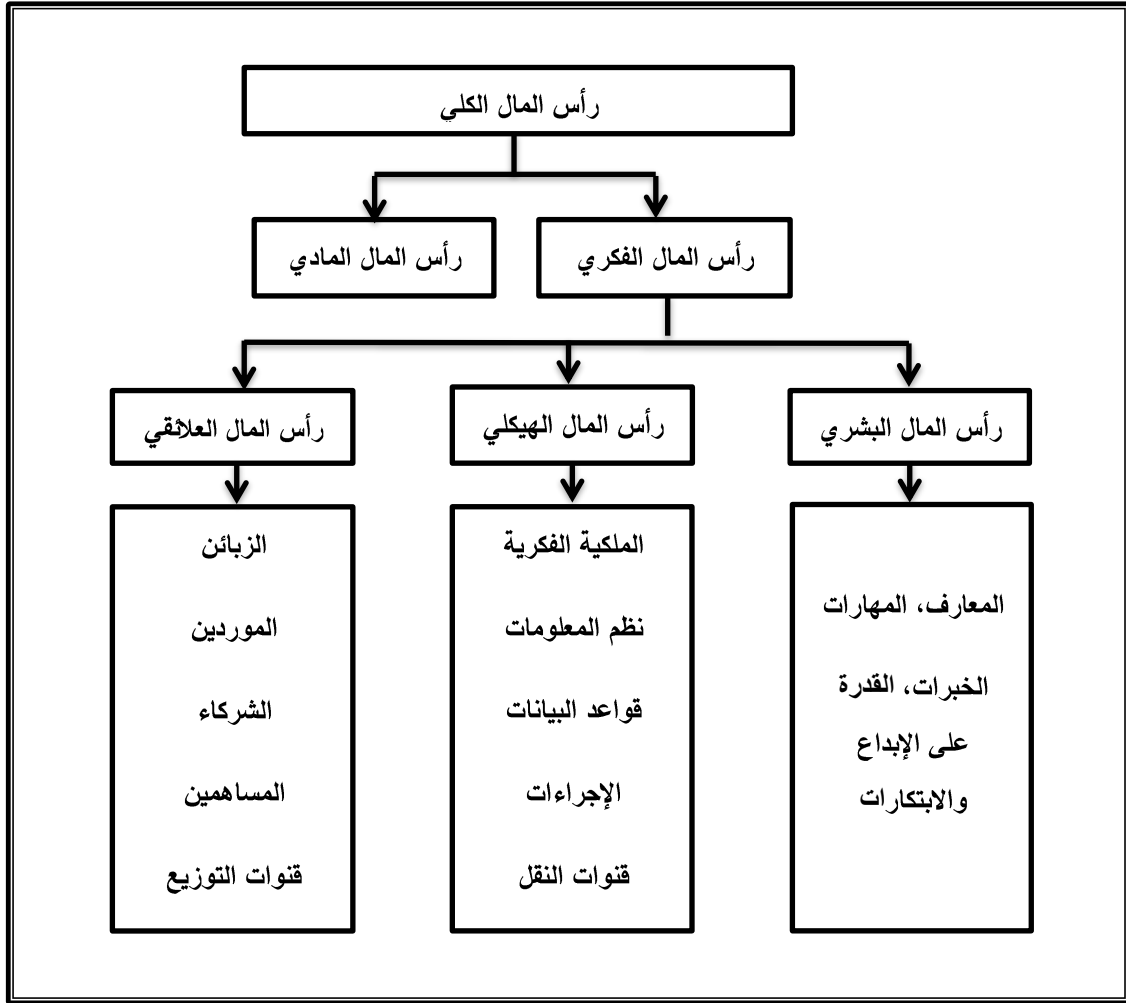 رأس المال الكلي
رأس المال الفكري
رأس المال المادي
رأس المال البشري
رأس المال الهيكلي
رأس المال العلائقي
المعارف، المهارات
الخبرات، القدرة
على الإبداع
والابتكارات
الملكية الفكرية
نظم المعلومات
قواعد البيانات
الإجراءات
قنوات النقل
الزبائن
الموردين
الشركاء
المساهمين
قنوات التوزيع